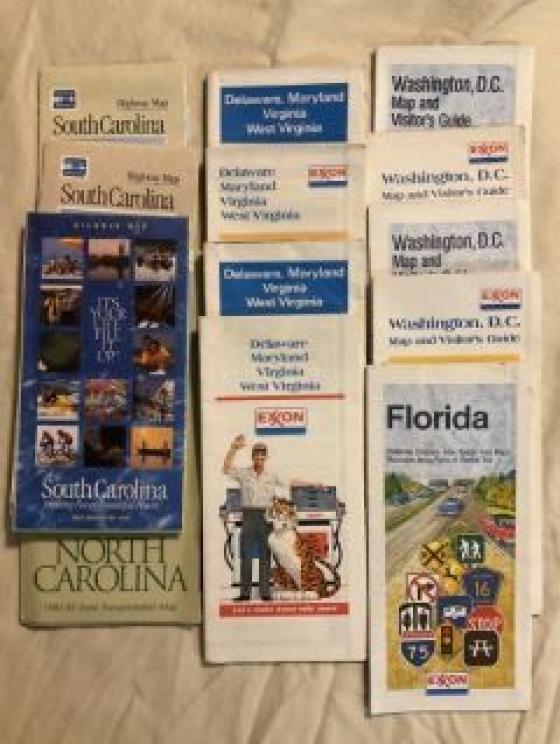 Highway Map
South Carolina
Highway Map
South Carolina
HIGHWAY MAP
IT'S
YOUR
LIFE
FILL
IT
UP!
South Carolina
NORTH
CAROLINA
Delaware, Maryland
Virginia
West Virginia
Delaware
EXXON
Maryland
Virginia
West Virginia
Delaware, Maryland
Virginia
West Virginia
Delaware
Maryland
Virginia
West Virginia
EXXON
Washington, D.C.
Map and
Visitor's Guide
EXXON
Washington, D.C.
Map and Visitor's Guide
Washington, D.C.
Map and
EXXON
Washington, D.C.
Map and Visitor's Guide
Florida
16
STOP
75
EXXON